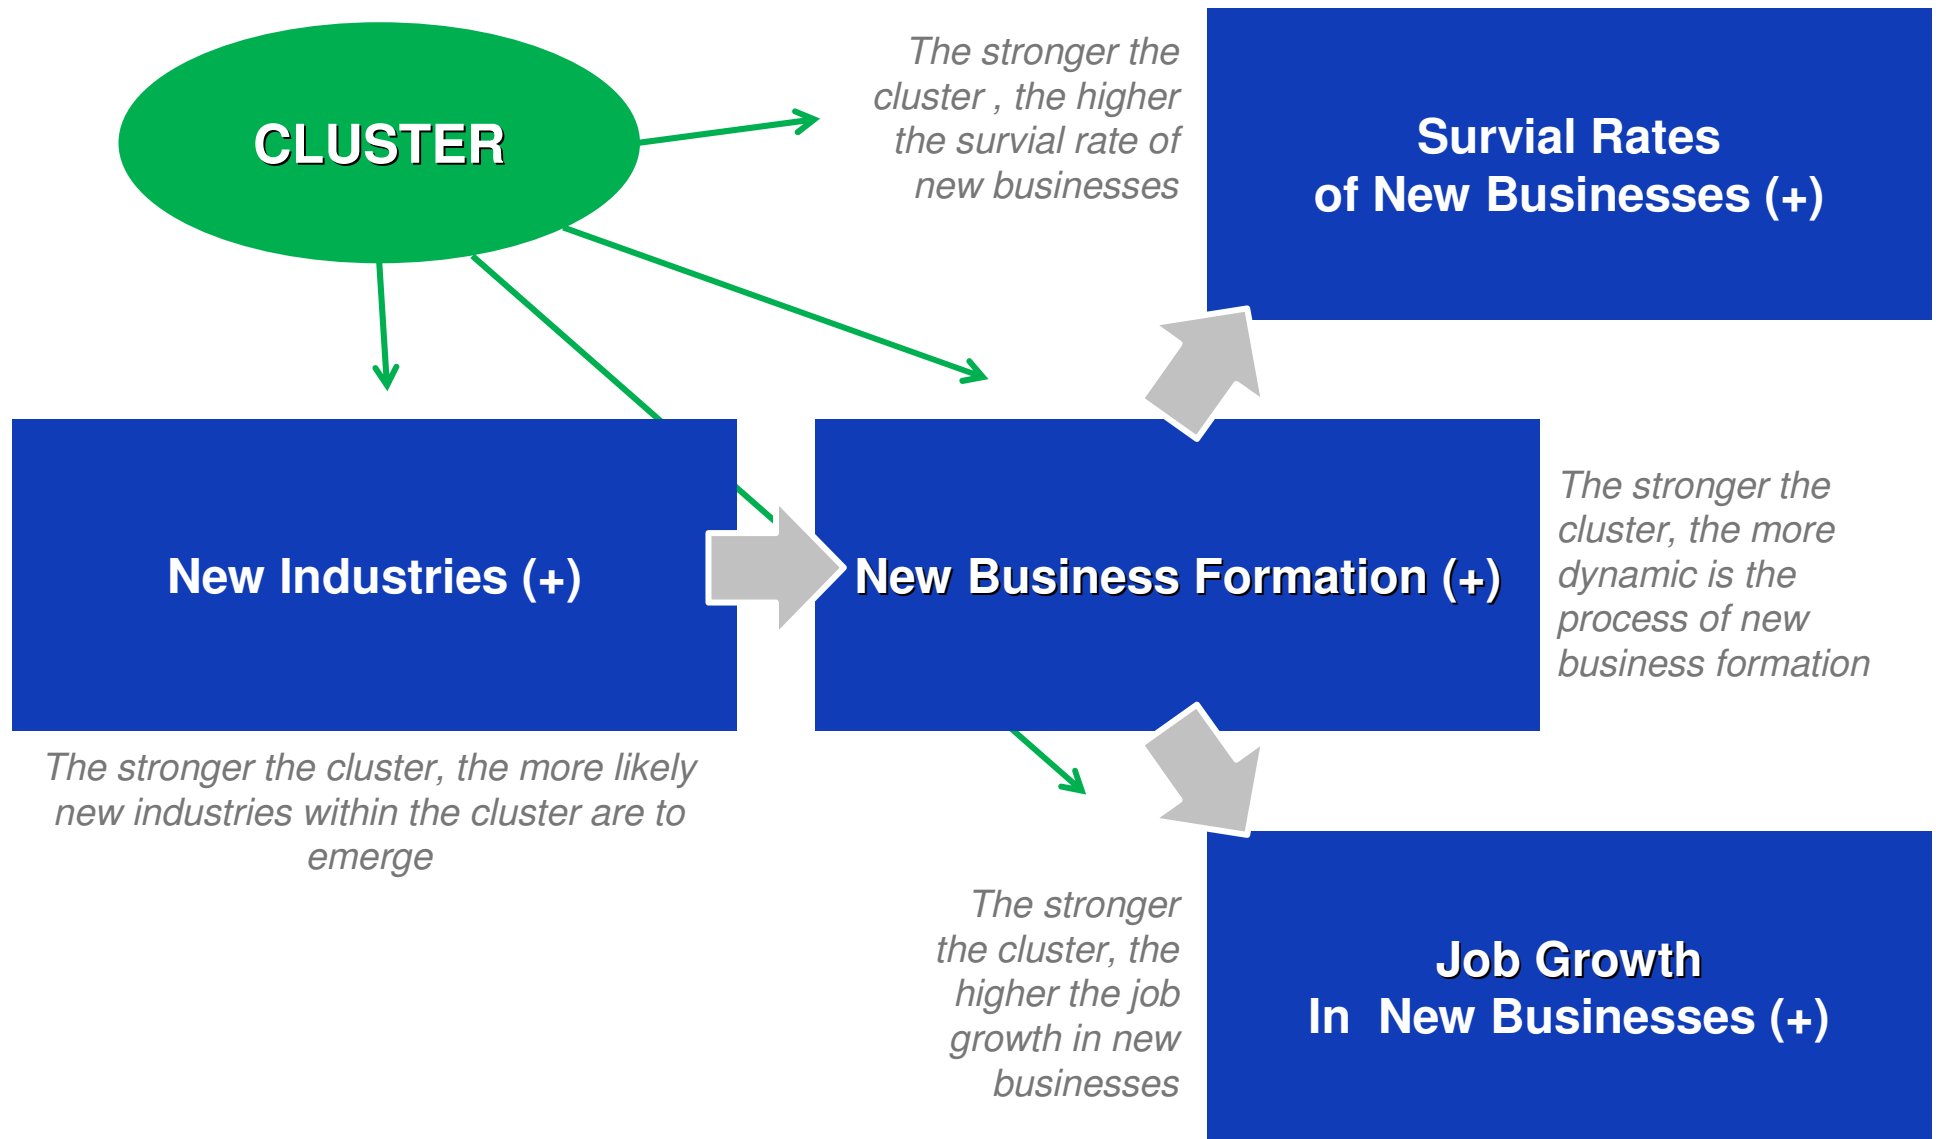 CLUSTER
The stronger the
cluster , the higher
the survial rate of
new businesses
Survial Rates
of New Businesses (+)
New Industries (+)
New Business Formation (+)
The stronger the
cluster, the more
dynamic is the
process of new
business formation
The stronger the cluster, the more likely
new industries within the cluster are to
emerge
The stronger
the cluster, the
higher the job
growth in new
businesses
Job Growth
In  New Businesses (+)